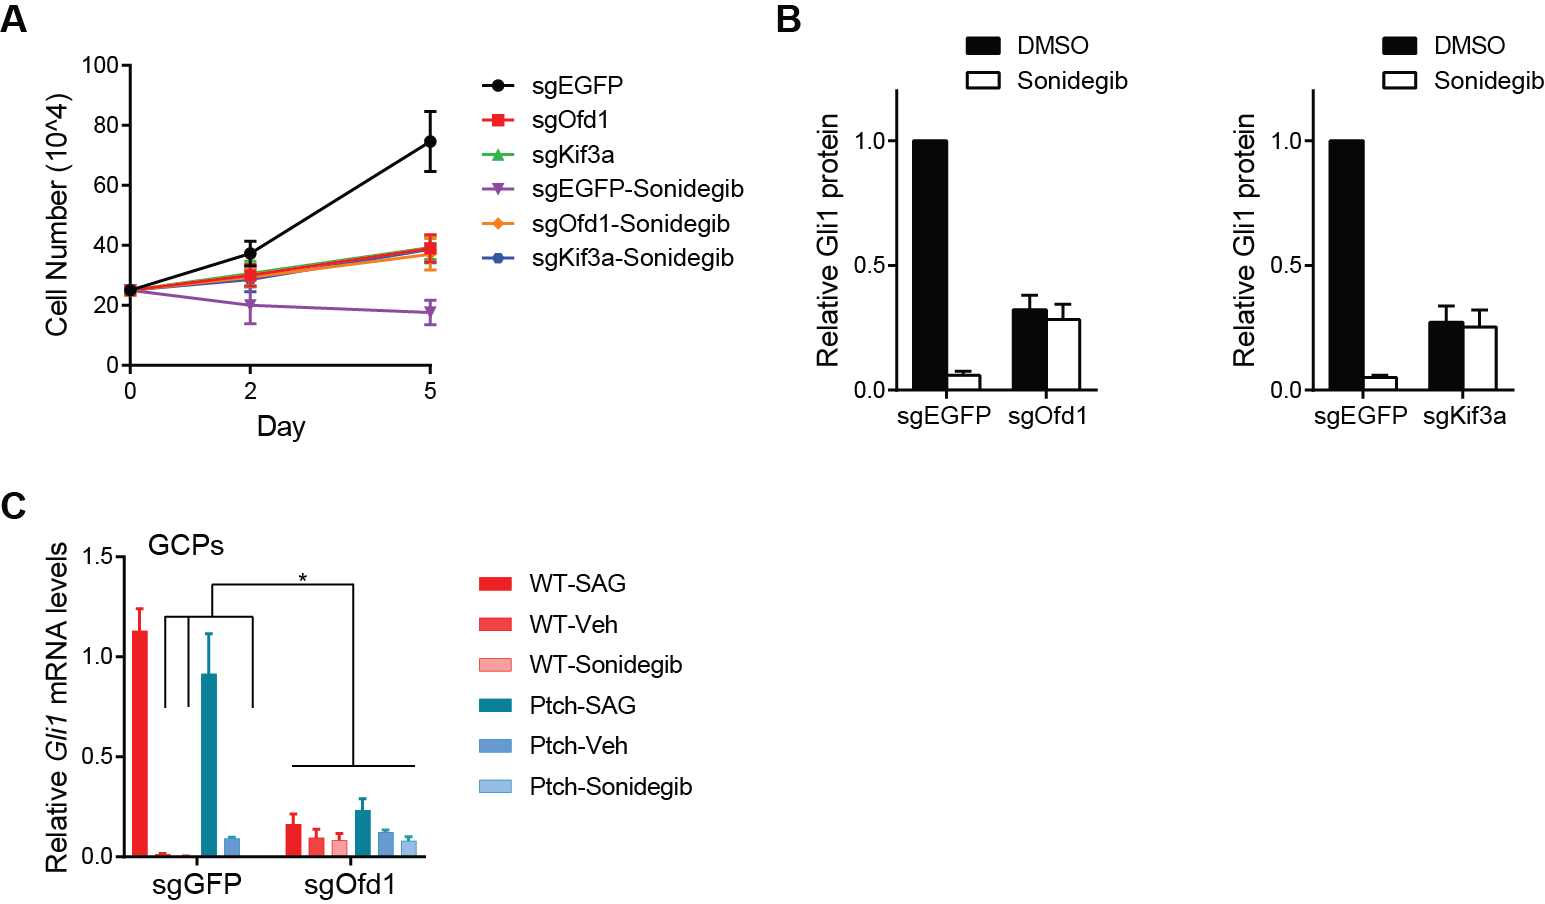 A
100
80
60
40
20
0
Cell Number (10^4)
0 2 5
Day
sgEGFP
sgOfd1
sgKif3a
sgEGFP-Sonidegib
sgOfd1-Sonidegib
sgKif3a-Sonidegib
B
DMSO
Sonidegib
Relative Gli1 protein
1.0
0.5
0.0
sgEGFP sgOfd1
DMSO
Sonidegib
Relative Gli1 protein
1.0
0.5
0.0
sgEGFP sgKif3a
C
GCPs
Relative Gli1 mRNA levels
1.5
1.0
0.5
0.0
*
sgGFP sgOfd1
WT-SAG
WT-Veh
WT-Sonidegib
Ptch-SAG
Ptch-Veh
Ptch-Sonidegib